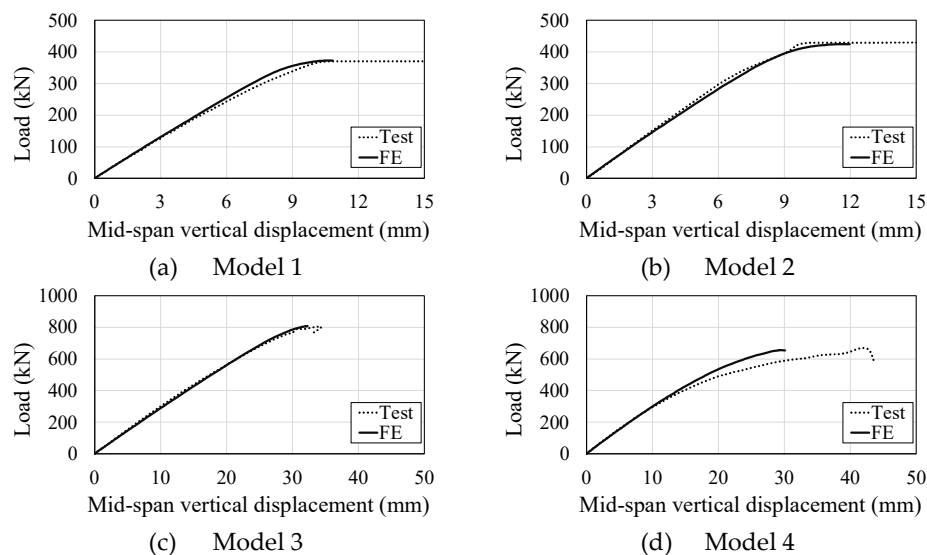 500
400
300
200
100
0
Load (kN)
Test
FE
0 3 6 9 12 15
Mid-span vertical displacement (mm)
(a) Model 1
500
400
300
200
100
0
Load (kN)
Test
FE
0 3 6 9 12 15
Mid-span vertical displacement (mm)
(b) Model 2
1000
800
600
400
200
0
Load (kN)
Test
FE
0 10 20 30 40 50
Mid-span vertical displacement (mm)
(c) Model 3
1000
800
600
400
200
0
Load (kN)
Test
FE
0 10 20 30 40 50
Mid-span vertical displacement (mm)
(d) Model 4